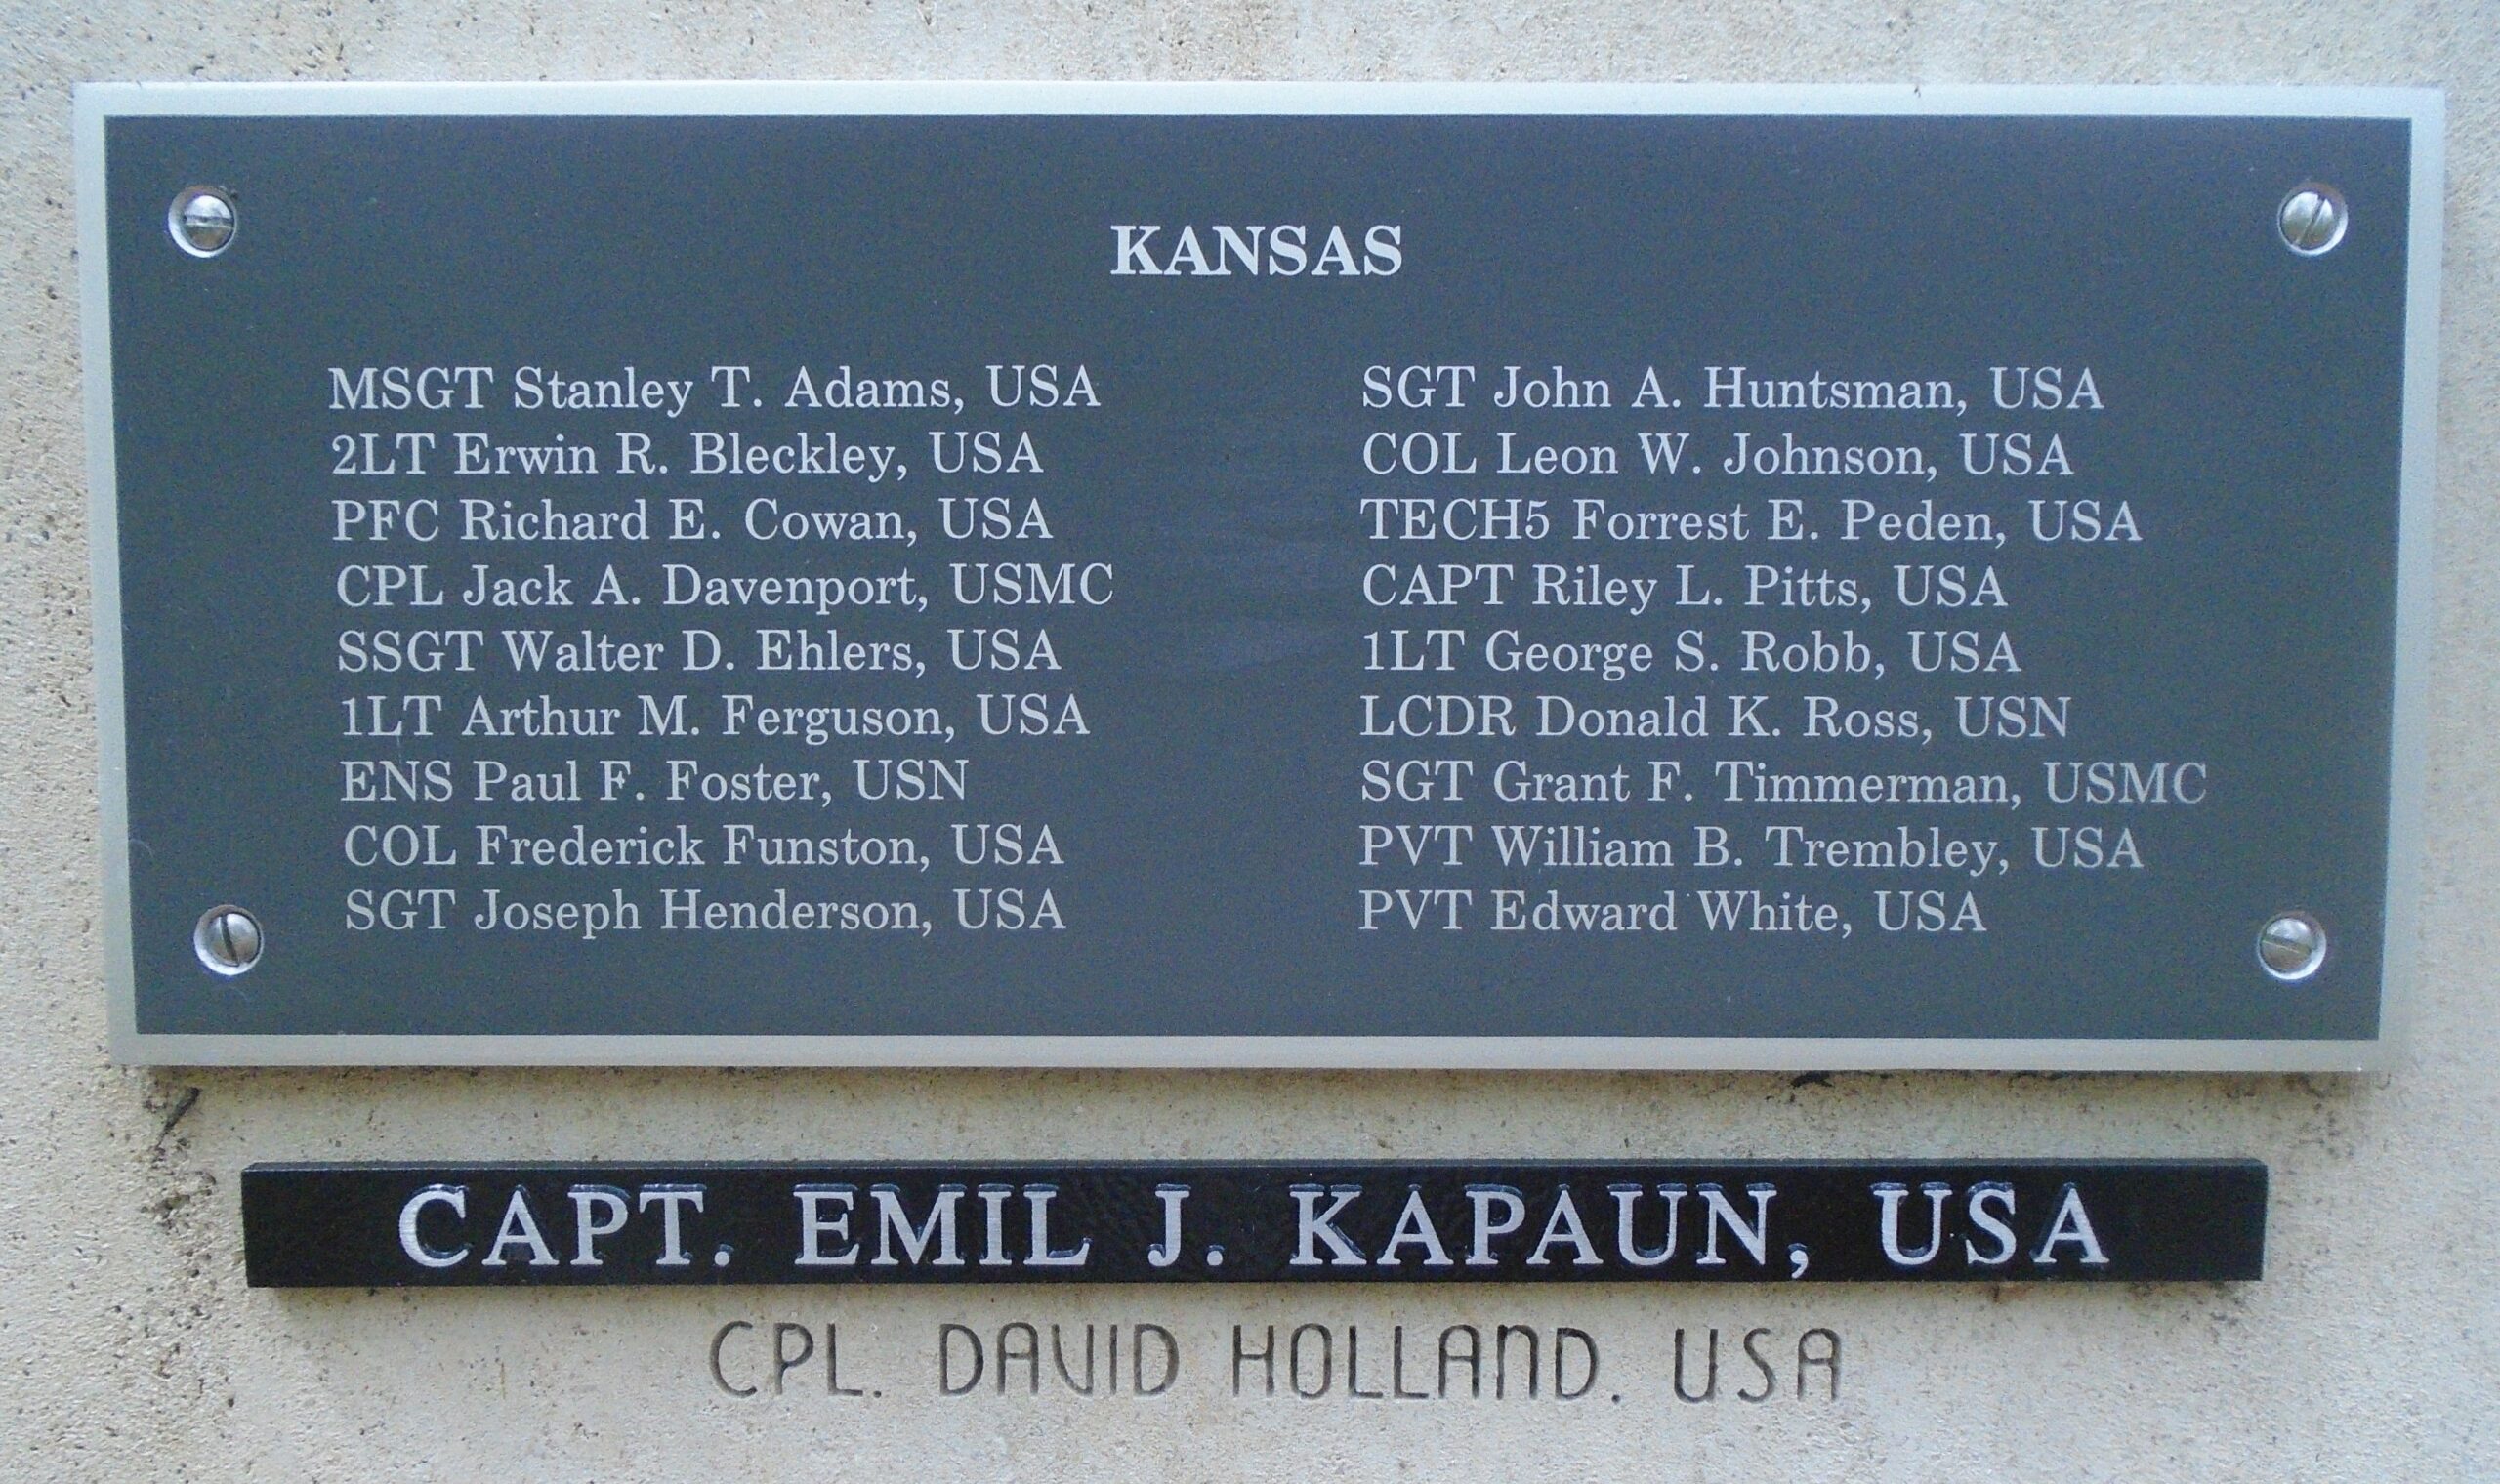 KANSAS
MSGT Stanley T. Adams, USA
2LT Erwin R. Bleckley, USA
PFC Richard E. Cowan, USA
CPL Jack A. Davenport, USMC
SSGT Walter D. Ehlers, USA
1LT Arthur M. Ferguson, USA
ENS Paul F. Foster, USN
COL Frederick Funston, USA
SGT Joseph Henderson, USA
SGT John A. Huntsman, USA
COL Leon W. Johnson, USA
TECH5 Forrest E. Peden, USA
CAPT Riley L. Pitts, USA
1LT George S. Robb, USA
LCDR Donald K. Ross, USN
SGT Grant F. Timmerman, USMC
PVT William B. Trembley, USA
PVT Edward White, USA
CAPT. EMIL J. KAPAUN, USA
CPL. DAVID HOLLAND. USA